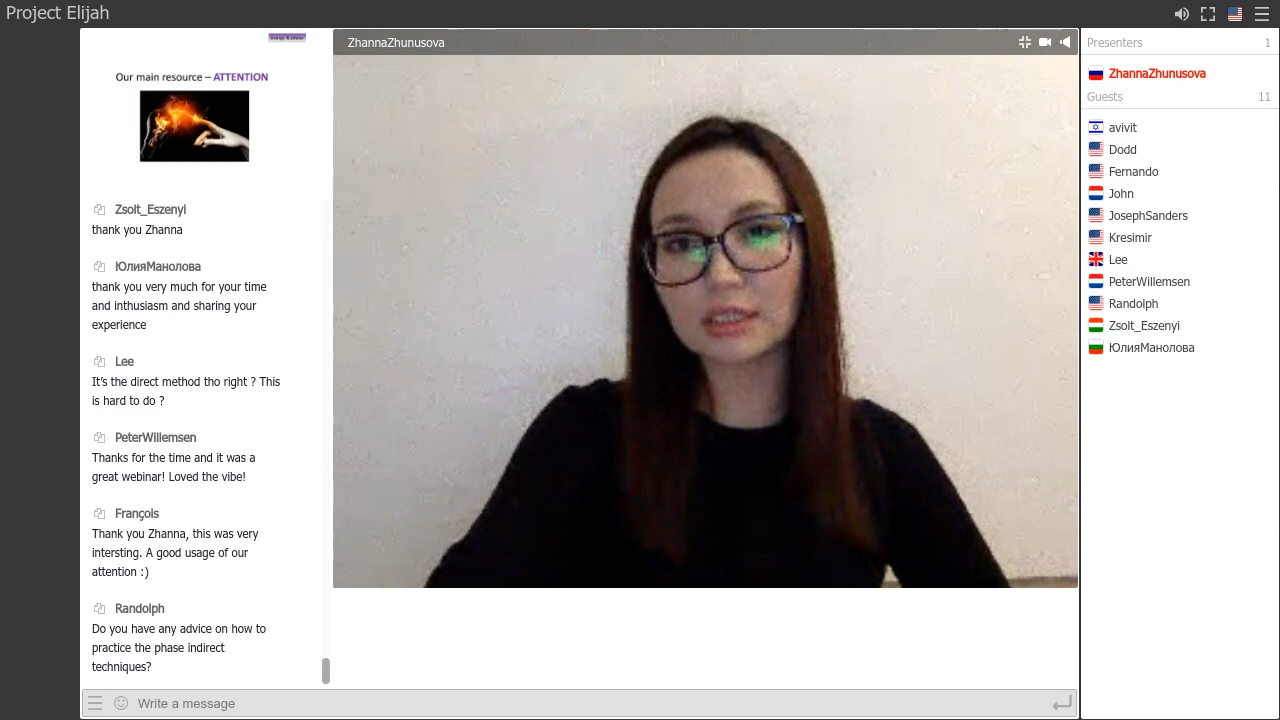 Project Elijah
energy & phase
Our main resource – ATTENTION
Zsolt_Eszenyi
thank you Zhanna
ЮлияМанолова
thank you very much for your time
and inthusiasm and sharing your
experience
Lee
It's the direct method tho right ? This
is hard to do ?
PeterWillemsen
Thanks for the time and it was a
great webinar! Loved the vibe!
François
Thank you Zhanna, this was very
intersting. A good usage of our
attention :)
Randolph
Do you have any advice on how to
practice the phase indirect
techniques?
Write a message
ZhannaZhunusova
Presenters 1
ZhannaZhunusova
Guests 11
avivit
Dodd
Fernando
John
JosephSanders
Kresimir
Lee
PeterWillemsen
Randolph
Zsolt_Eszenyi
ЮлияМанолова